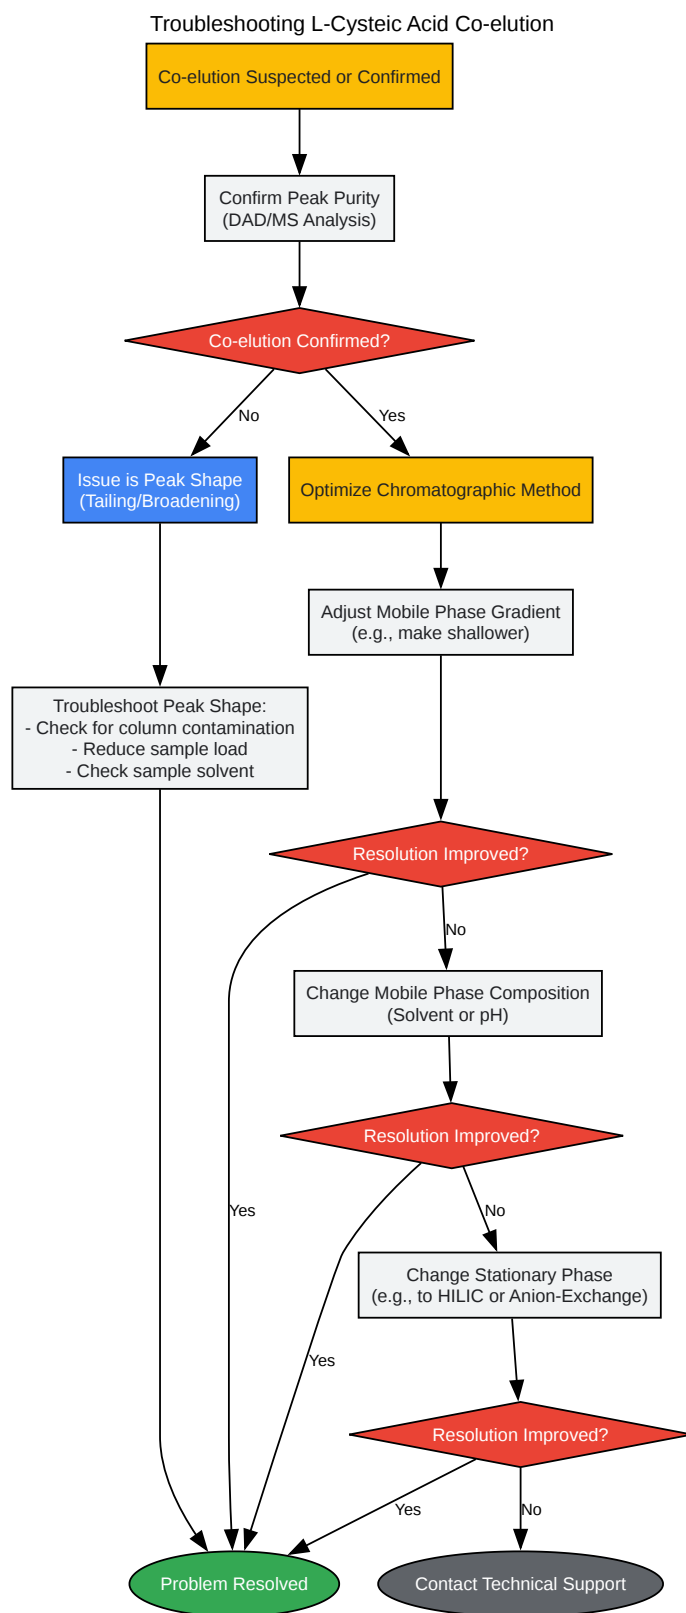 Troubleshooting L-Cysteic Acid Co-elution
Co-elution Suspected or Confirmed
Confirm Peak Purity
(DAD/MS Analysis)
Co-elution Confirmed?
No
Yes
Issue is Peak Shape
(Tailing/Broadening)
Optimize Chromatographic Method
Adjust Mobile Phase Gradient
(e.g., make shallower)
Troubleshoot Peak Shape:
- Check for column contamination
- Reduce sample load
- Check sample solvent
Resolution Improved?
No
Change Mobile Phase Composition
(Solvent or pH)
Resolution Improved?
Yes
No
Change Stationary Phase
(e.g., to HILIC or Anion-Exchange)
Yes
Resolution Improved?
Yes
No
Problem Resolved
Contact Technical Support